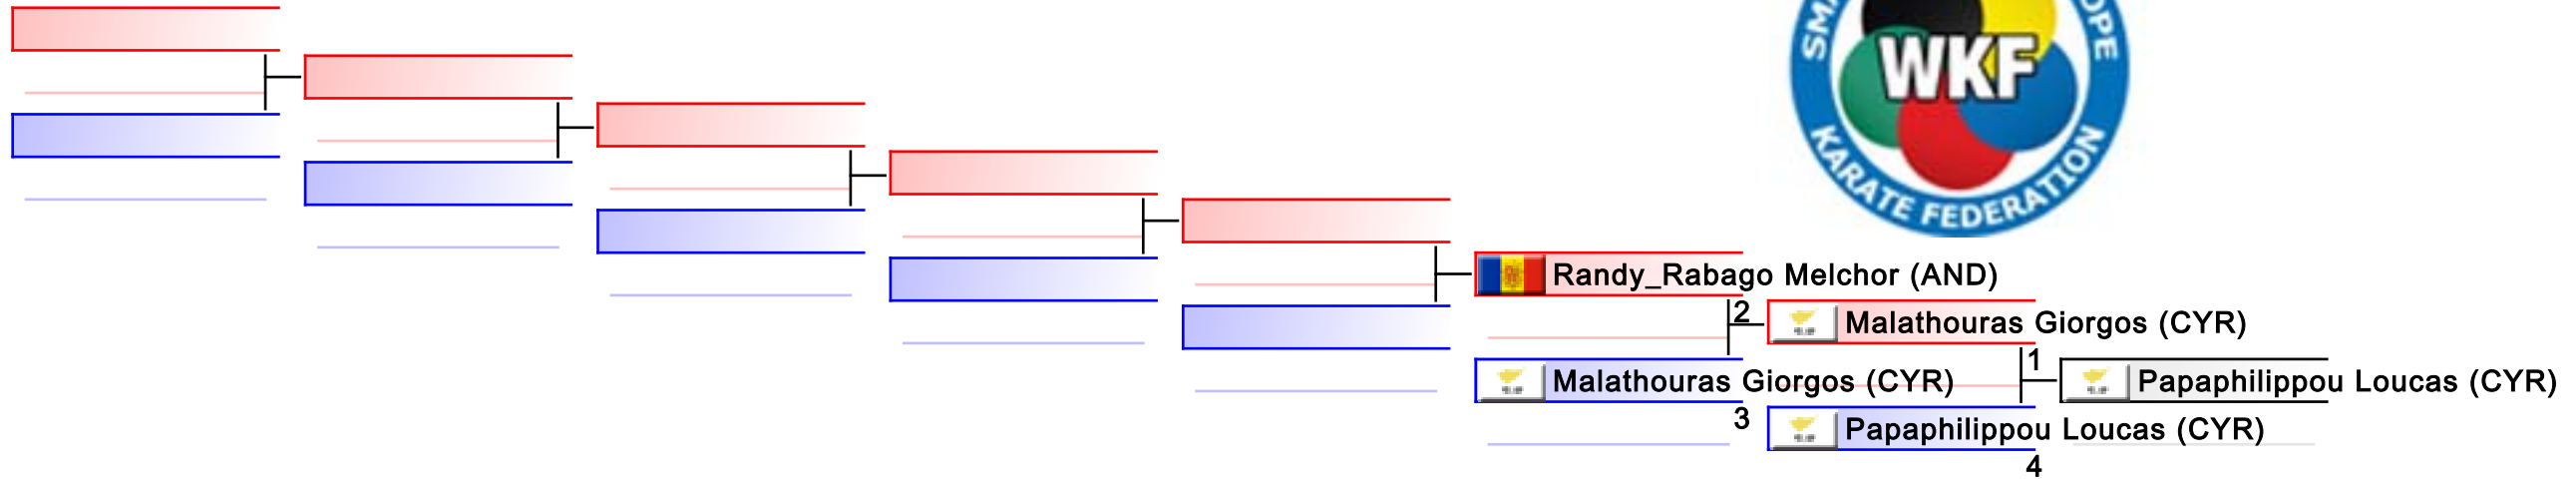 OPE
WKF
KARATE FEDERATION
Randy_Rabago Melchor (AND)
2
Malathouras Giorgos (CYR)
1
Malathouras Giorgos (CYR)
Papaphilippou Loucas (CYR)
3
Papaphilippou Loucas (CYR)
4